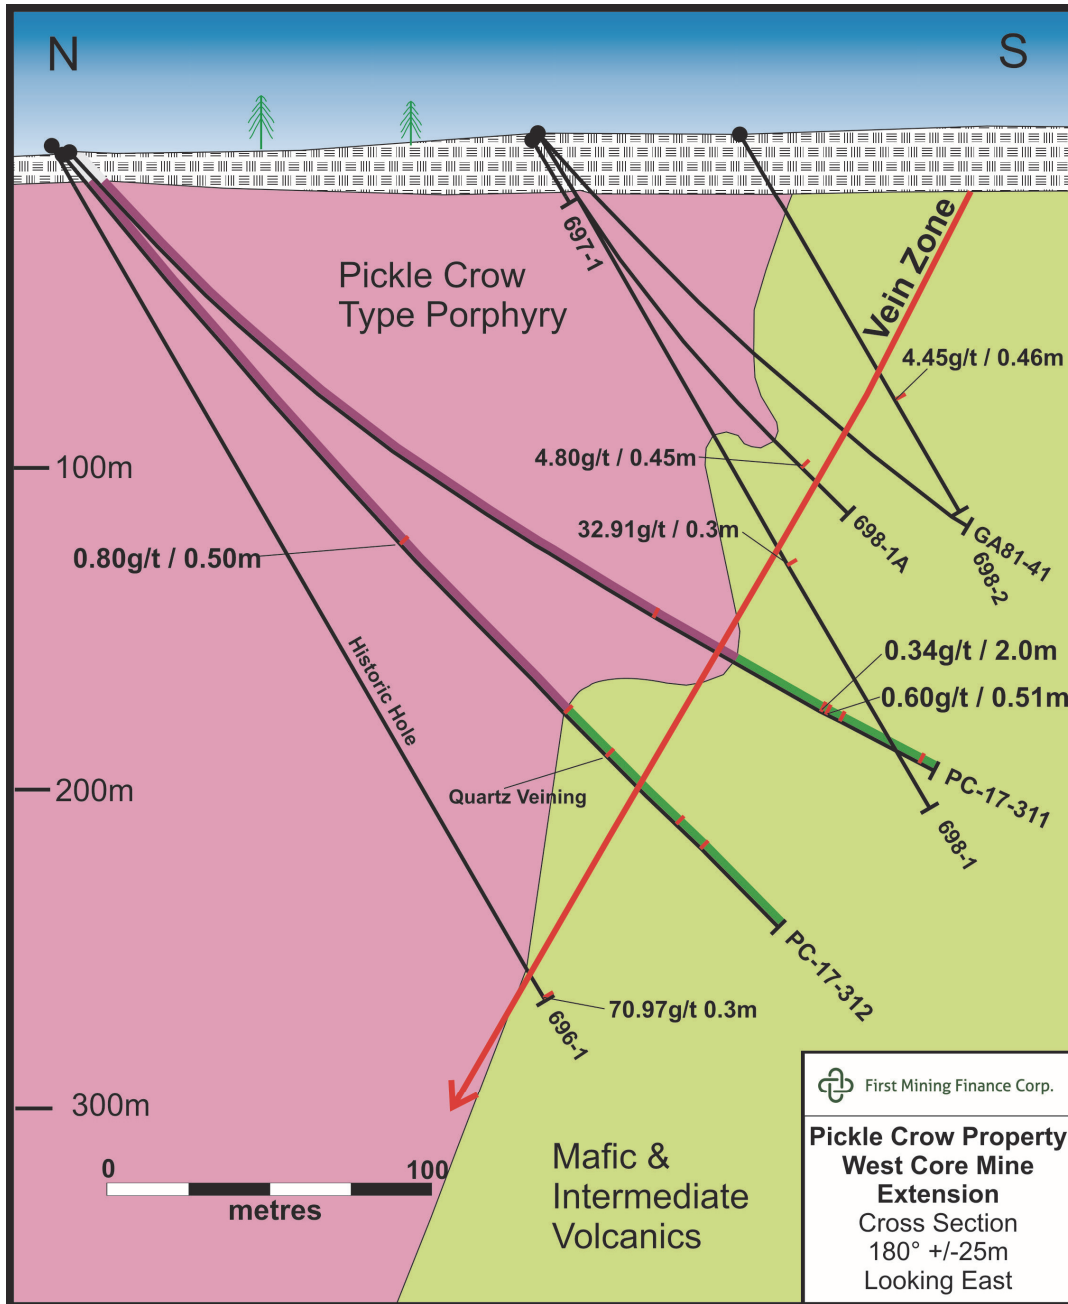 N
S
697-1
Pickle Crow
Type Porphyry
Vein Zone
4.45g/t / 0.46m
100m
4.80g/t / 0.45m
32.91g/t / 0.3m
698-1A
GA81-41
698-2
0.80g/t / 0.50m
Historic Hole
0.34g/t / 2.0m
0.60g/t / 0.51m
200m
Quartz Veining
PC-17-311
698-1
PC-17-312
70.97g/t 0.3m
696-1
300m
0 100
metres
Mafic &
Intermediate
Volcanics
First Mining Finance Corp.
Pickle Crow Property
West Core Mine
Extension
Cross Section
180° +/-25m
Looking East